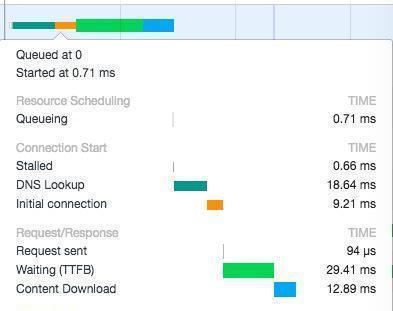 Queued at 0
Started at 0.71 ms
Resource Scheduling TIME
Queueing 0.71 ms
Connection Start TIME
Stalled 0.66 ms
DNS Lookup 18.64 ms
Initial connection 9.21 ms
Request/Response TIME
Request sent 94 μs
Waiting (TTFB) 29.41 ms
Content Download 12.89 ms